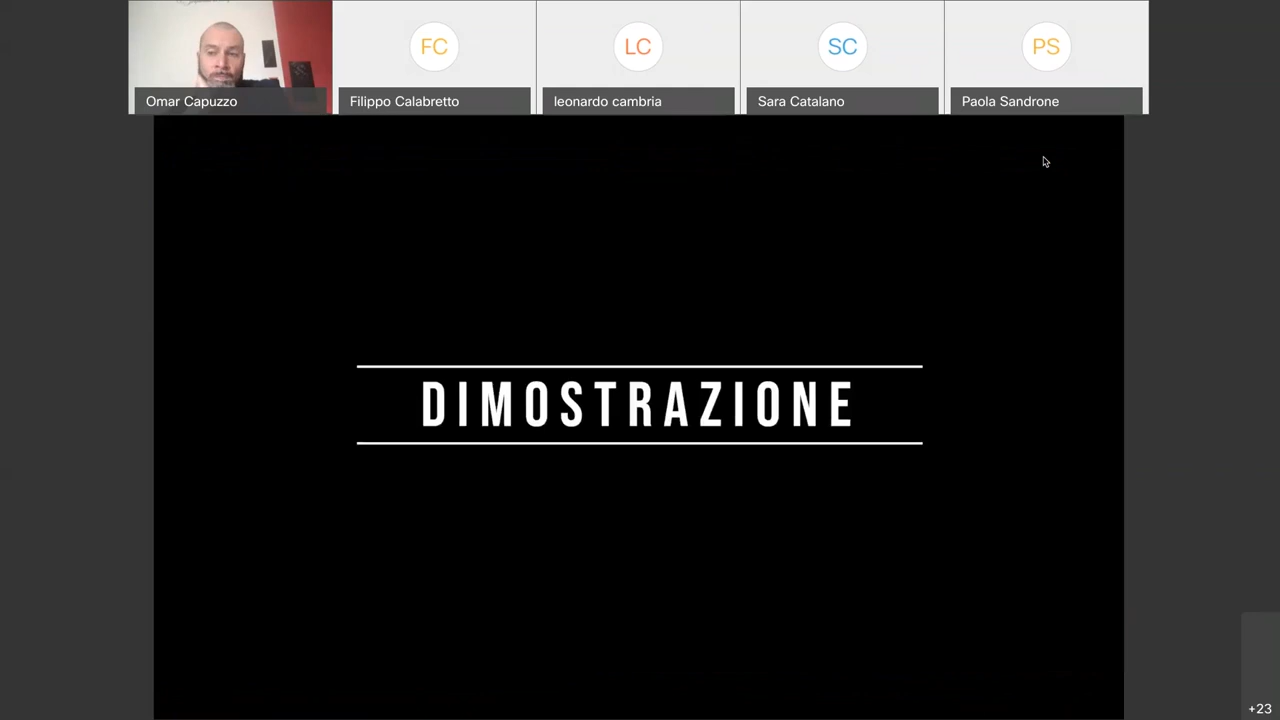 FC
LC
SC
PS
Omar Capuzzo
Filippo Calabretto
leonardo cambria
Sara Catalano
Paola Sandrone
DIMOSTRAZIONE
+23